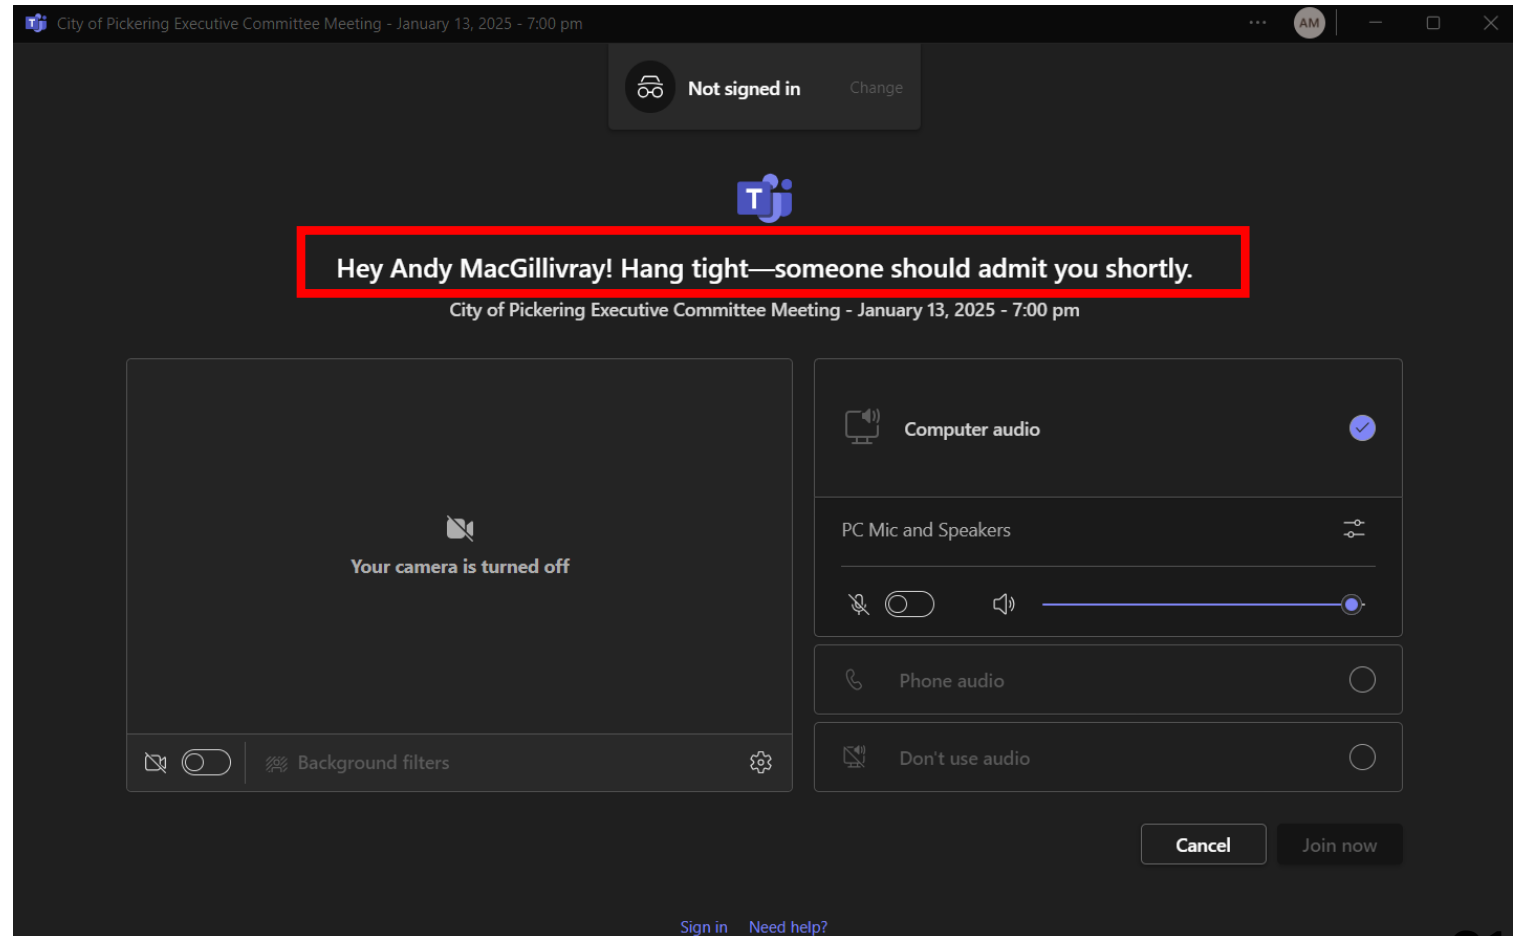 City of Pickering Executive Committee Meeting - January 13, 2025 - 7:00 pm
AM
Not signed in Change
Hey Andy MacGillivray! Hang tight—someone should admit you shortly.
City of Pickering Executive Committee Meeting - January 13, 2025 - 7:00 pm
Computer audio
PC Mic and Speakers
Your camera is turned off
Phone audio
Background filters
Don't use audio
Cancel Join now
Sign in Need help?